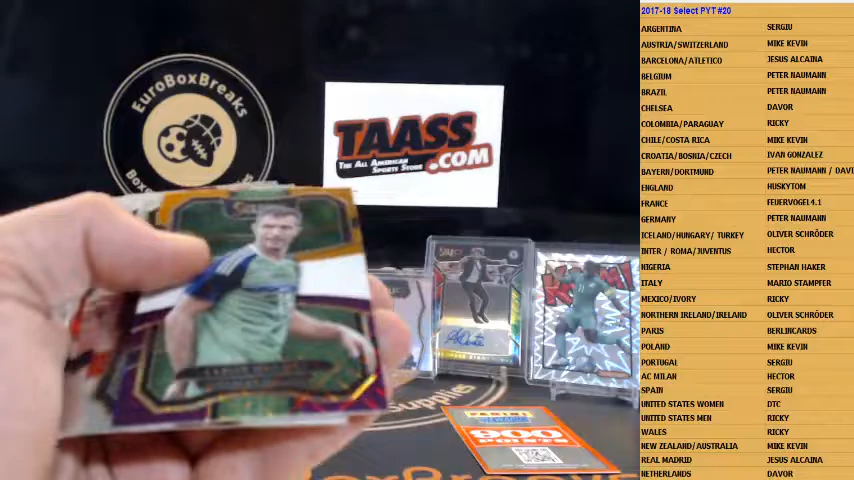 2017-18 Select PYT #20
ARGENTINA SERGIU
AUSTRIA/SWITZERLAND MIKE KEVIN
BARCELONA/ATLETICO JESUS ALCAINA
BELGIUM PETER NAUMANN
BRAZIL PETER NAUMANN
CHELSEA DAVOR
COLOMBIA/PARAGUAY RICKY
CHILE/COSTA RICA MIKE KEVIN
CROATIA/BOSNIA/CZECH IVAN GONZALEZ
BAYERN/DORTMUND PETER NAUMANN / DAVI
ENGLAND HUSKYTOM
FRANCE FEUERVOGEL4.1
GERMANY PETER NAUMANN
ICELAND/HUNGARY/ TURKEY OLIVER SCHRÖDER
INTER / ROMA/JUVENTUS HECTOR
NIGERIA STEPHAN HAKER
ITALY MARIO STAMPFER
MEXICO/IVORY RICKY
NORTHERN IRELAND/IRELAND OLIVER SCHRÖDER
PARIS BERLINCARDS
POLAND MIKE KEVIN
PORTUGAL SERGIU
AC MILAN HECTOR
SPAIN SERGIU
UNITED STATES WOMEN DTC
UNITED STATES MEN RICKY
WALES RICKY
NEW ZEALAND/AUSTRALIA MIKE KEVIN
REAL MADRID JESUS ALCAINA
NETHERLANDS DAVOR
EuroBoxBreaks
TAASS
THE ALL AMERICAN
SPORTS STORE
.COM
SELECT
PANINI
900
POINTS